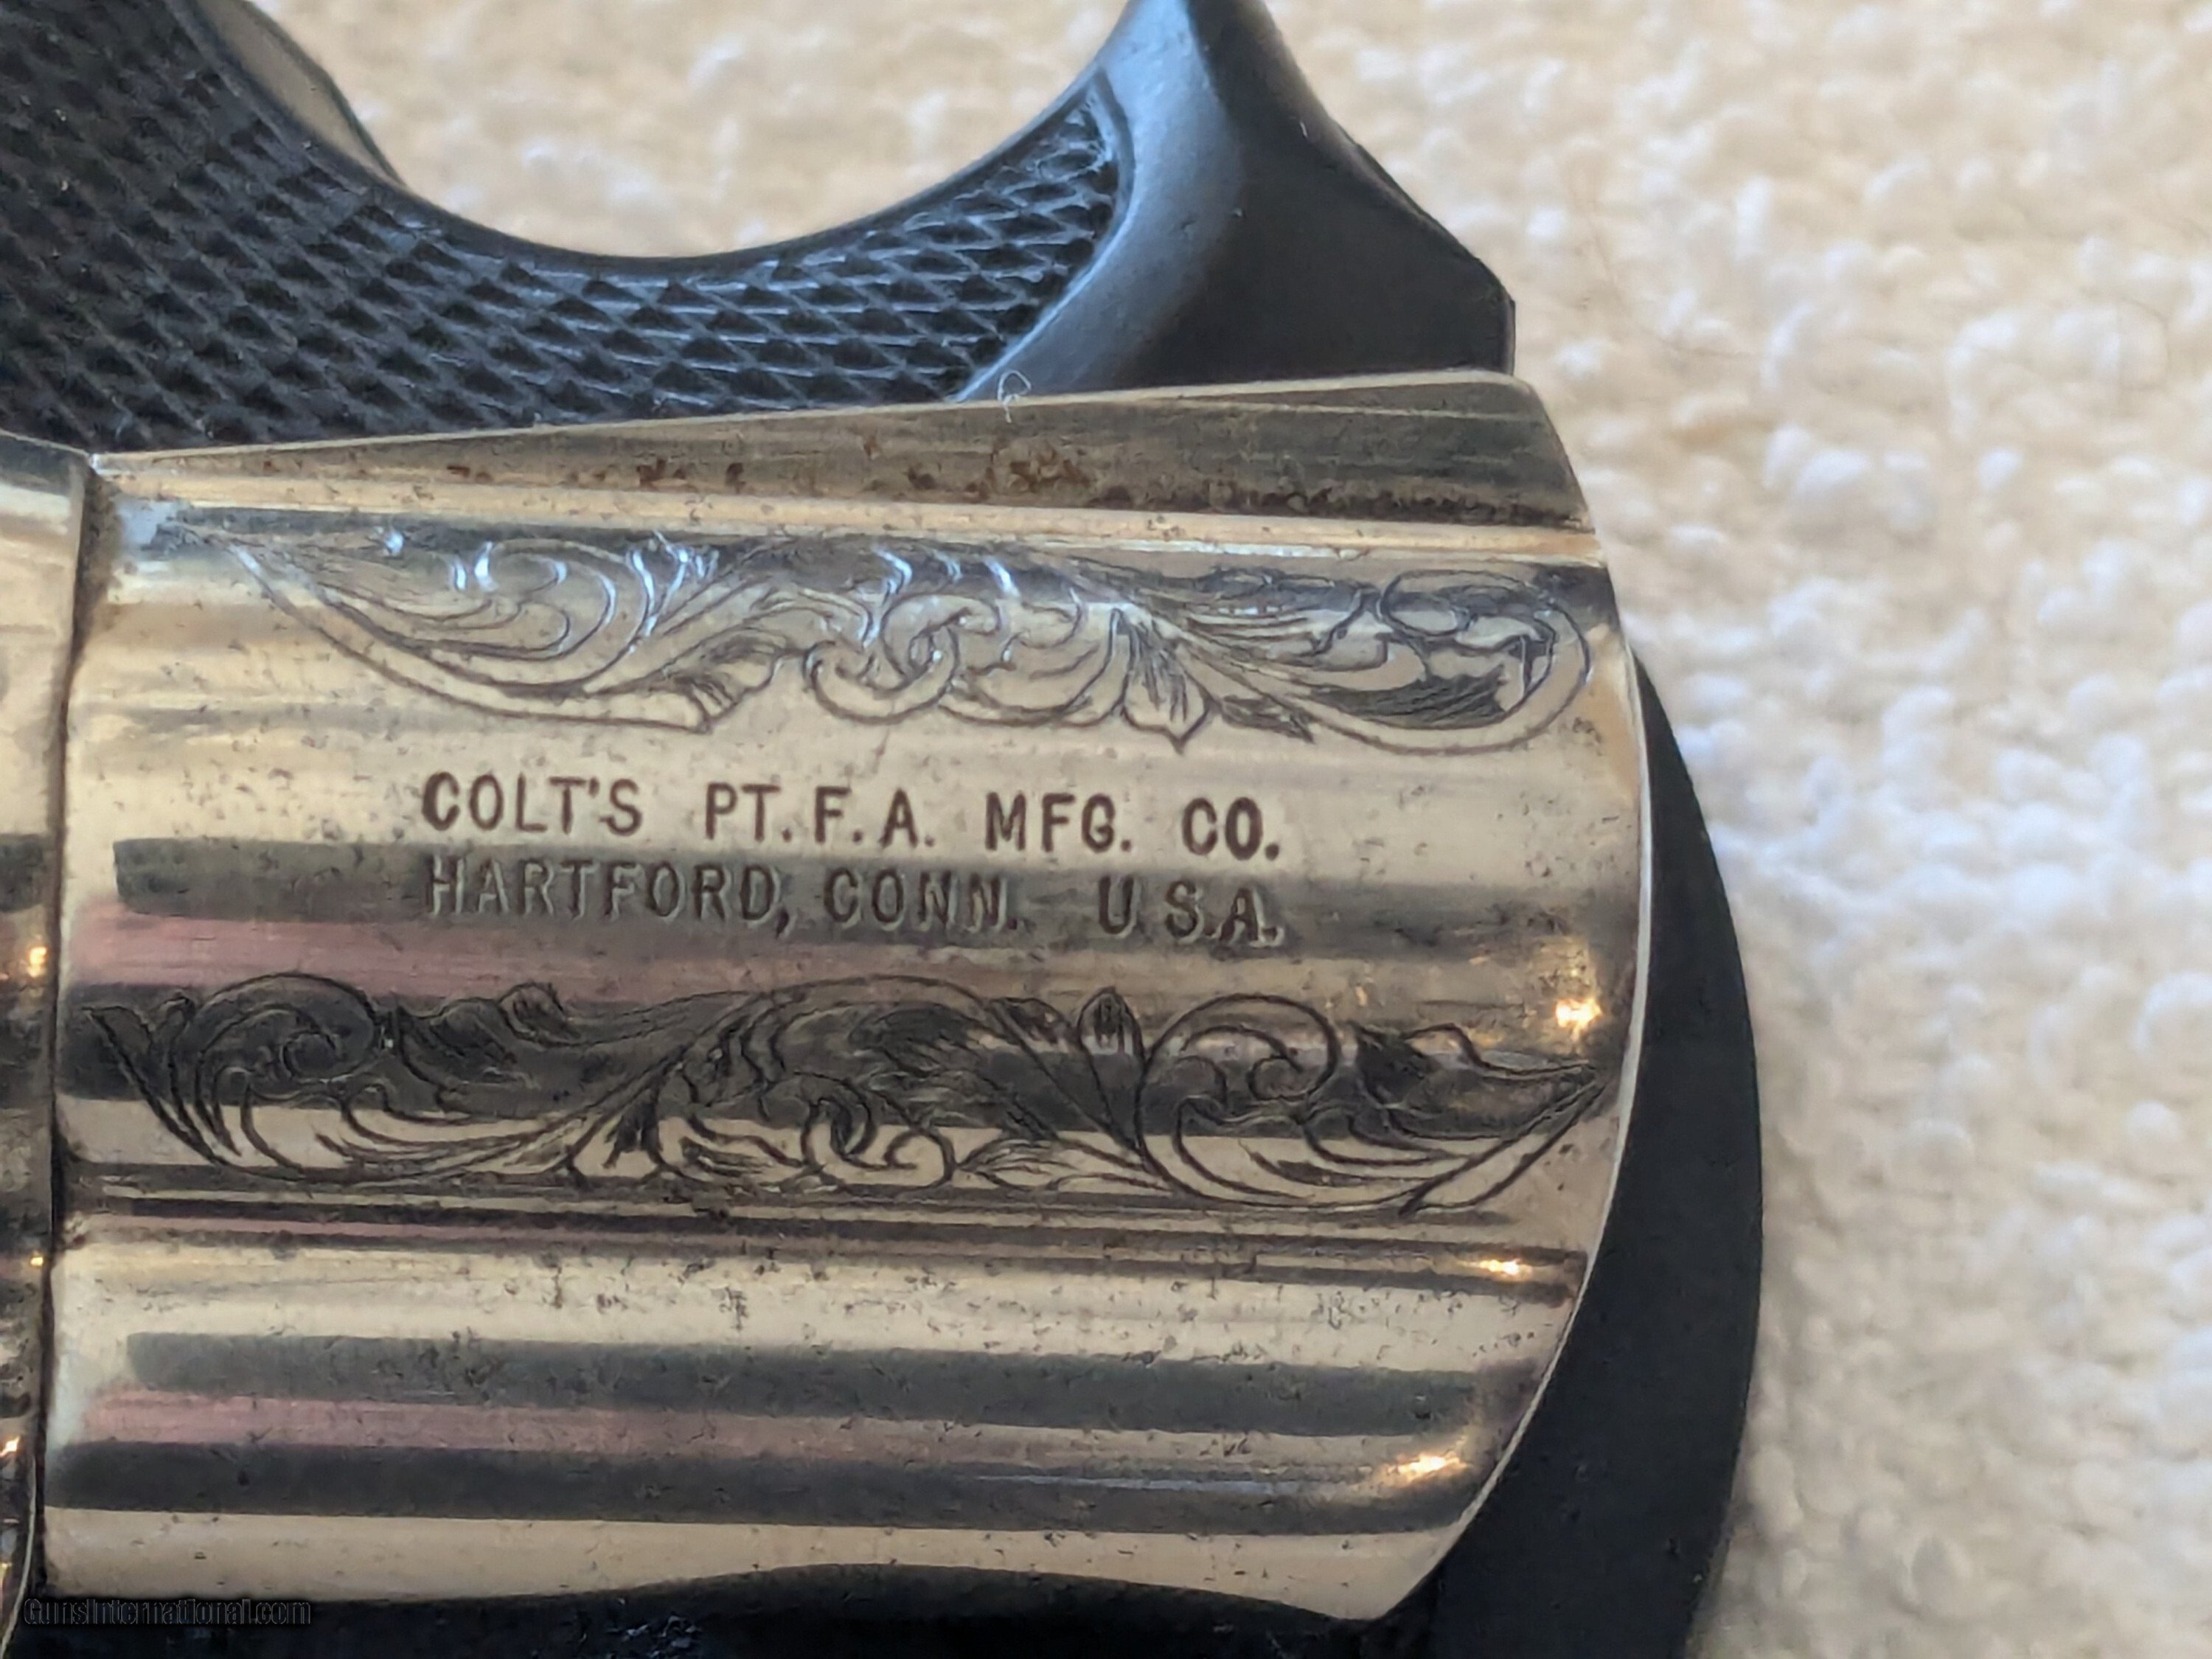 COLT'S PT. F. A. MFG. CO.
HARTFORD, CONN. U.S.A.
GunsInternational.com